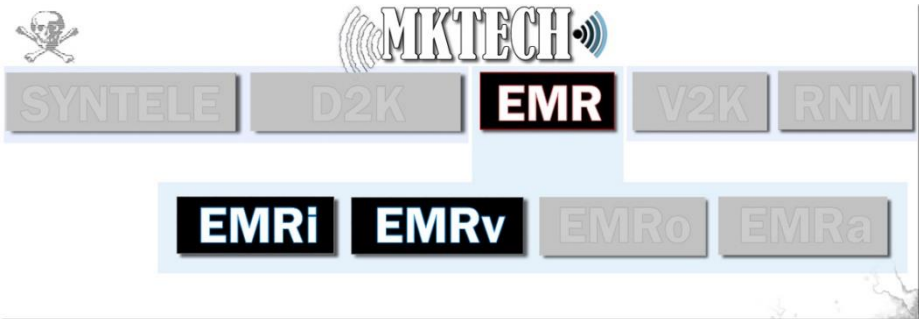 MKTECH
SYNTELE D2K EMR V2K RNM
EMRi EMRv EMRo EMRa